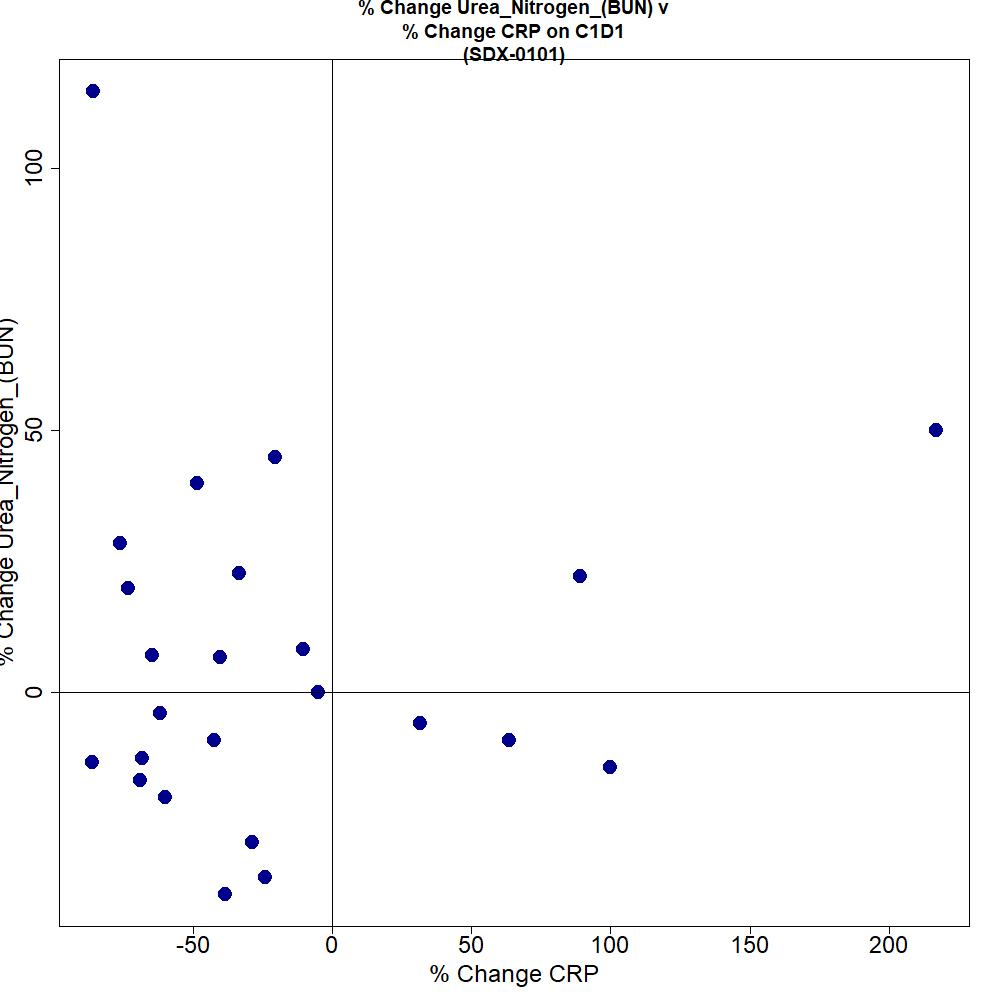 % Change Urea_Nitrogen_(BUN) v
% Change CRP on C1D1
(SDX-0101)
% Change Urea_Nitrogen_(BUN)
100
50
0
-50
0
50
100
150
200
% Change CRP